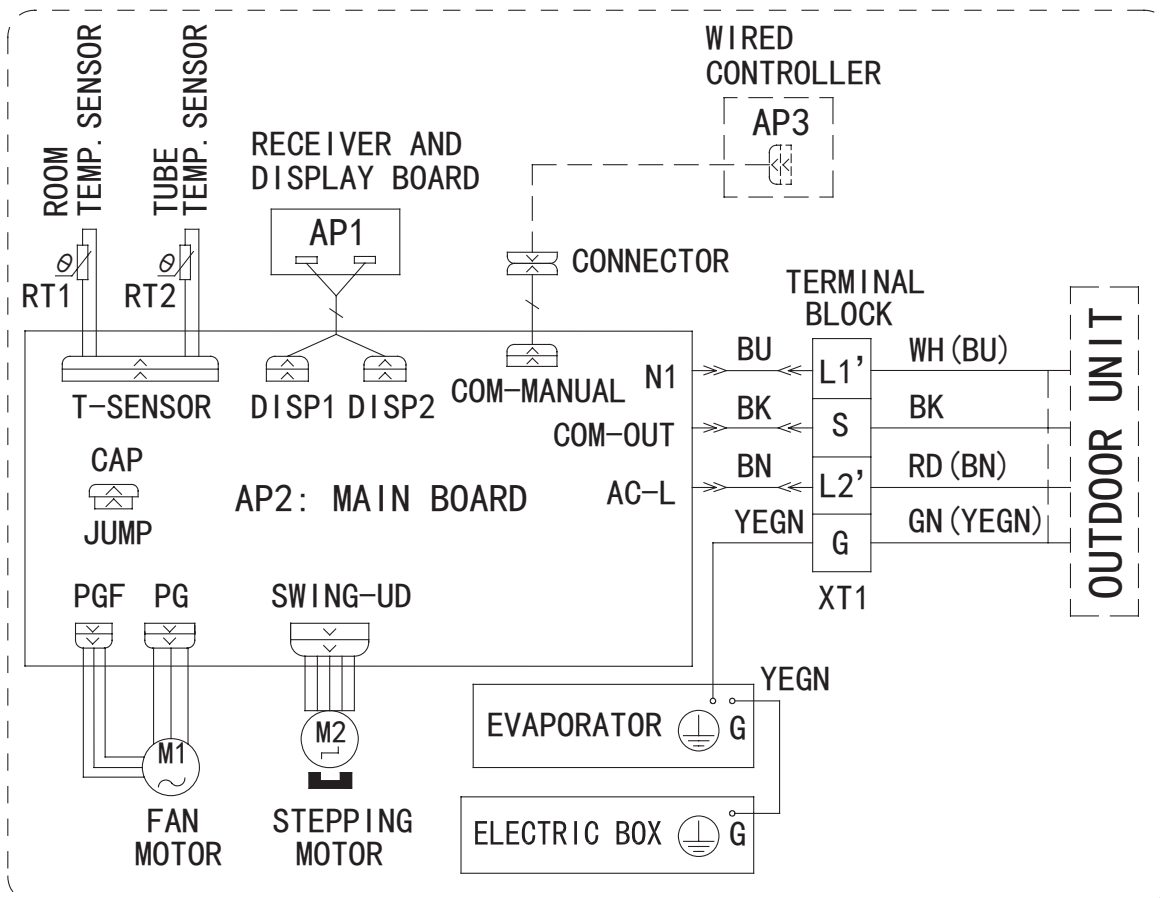 ROOM
TEMP. SENSOR
TUBE
TEMP. SENSOR
RT1
RT2
RECEIVER AND
DISPLAY BOARD
AP1
WIRED
CONTROLLER
AP3
CONNECTOR
TERMINAL
BLOCK
T-SENSOR
DISP1
DISP2
COM-MANUAL
N1
BU
L1'
WH(BU)
COM-OUT
BK
S
BK
AC-L
BN
L2'
RD(BN)
YEGN
G
GN(YEGN)
XT1
OUTDOOR UNIT
CAP
JUMP
AP2: MAIN BOARD
PGF
PG
SWING-UD
M1
FAN
MOTOR
M2
STEPPING
MOTOR
YEGN
EVAPORATOR
G
ELECTRIC BOX
G